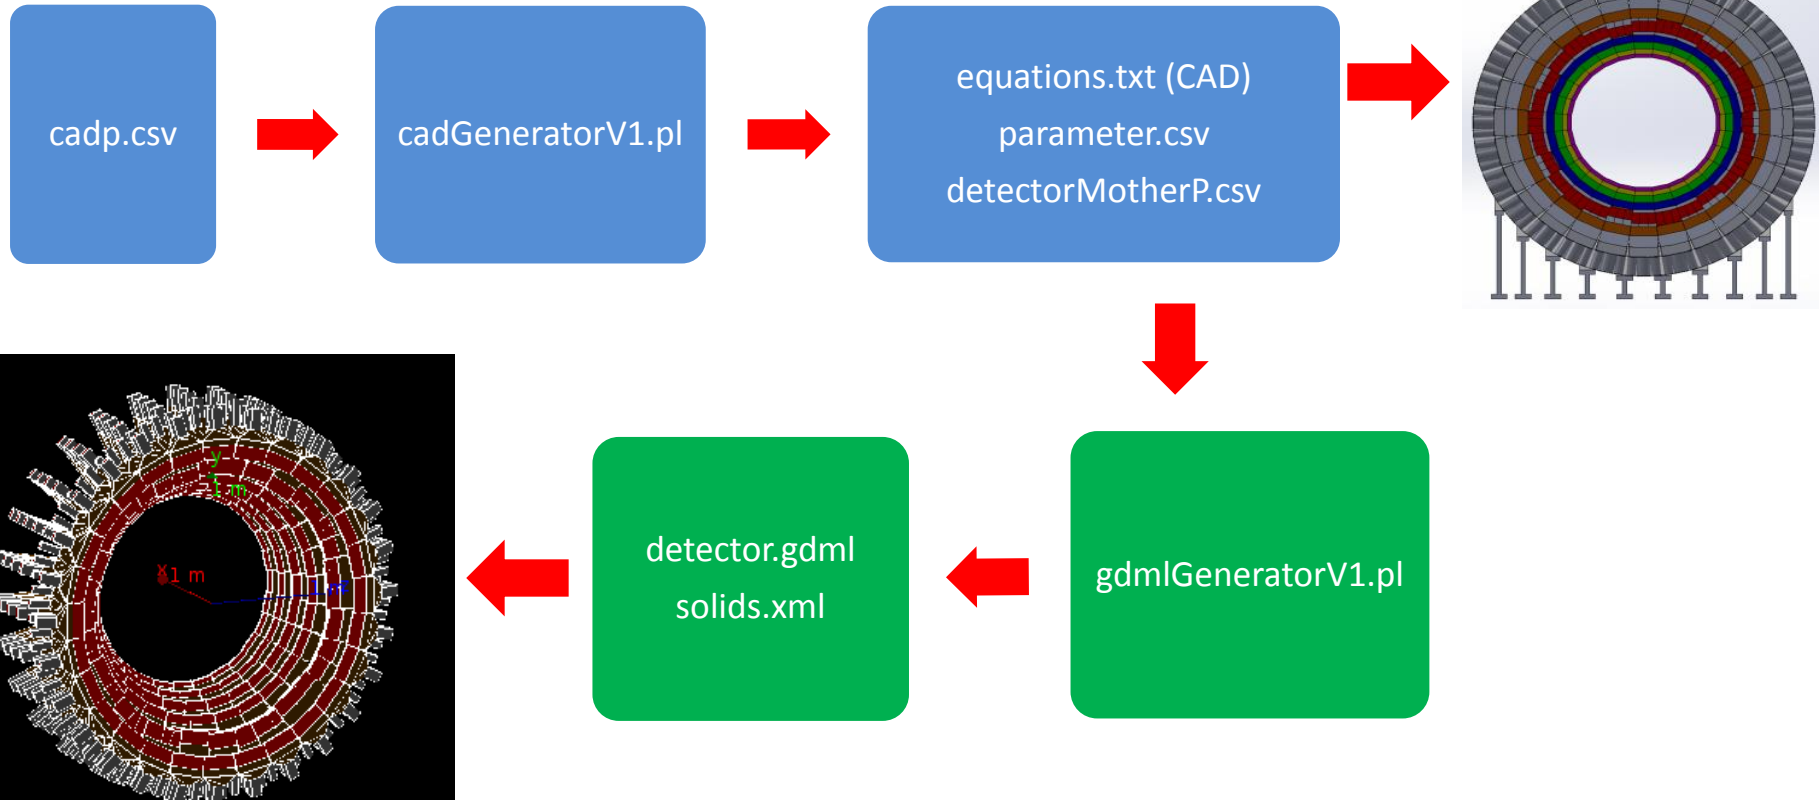 cadp.csv
cadGeneratorV1.pl
equations.txt (CAD)
parameter.csv
detectorMotherP.csv
gdmlGeneratorV1.pl
detector.gdml
solids.xml
y
1 m
x
1 m